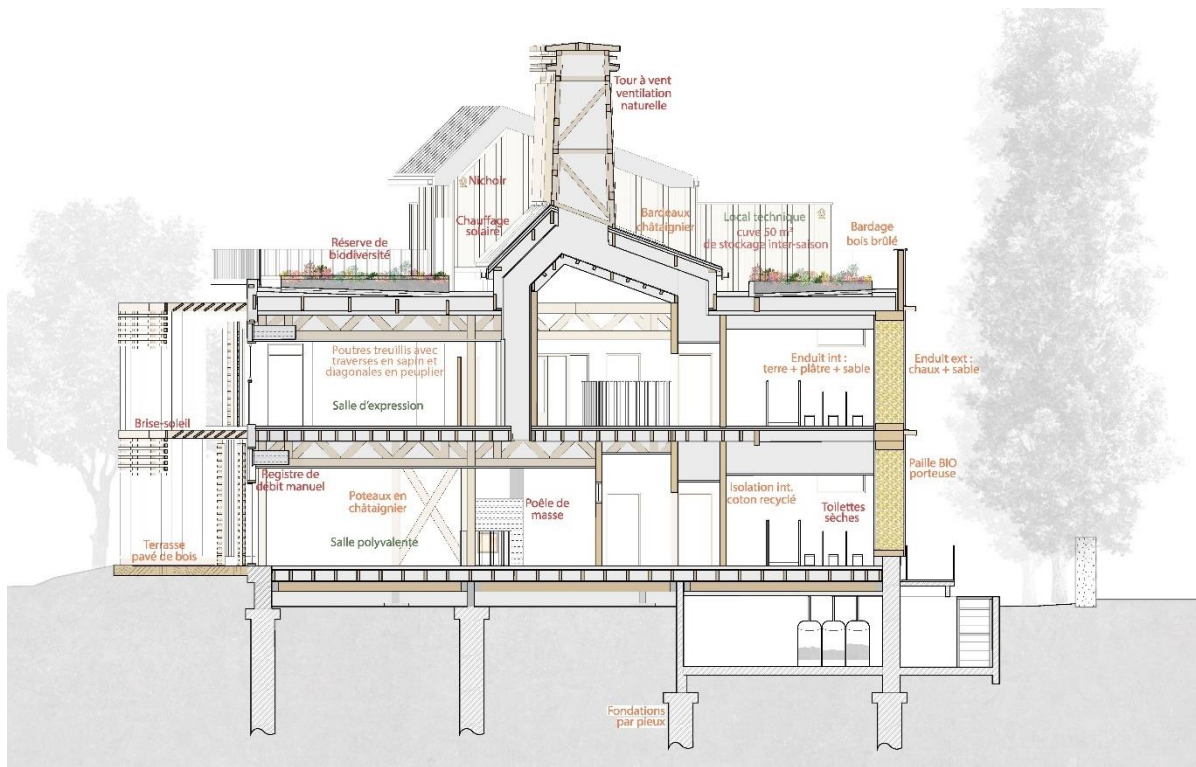 Tour à vent
ventilation
naturelle
Nichoir
Chauffage
solaire
Bardeaux
châtaignier
Local technique
cuve 50 m³
de stockage inter-saison
Bardage
bois brûlé
Réserve de
biodiversité
Poutres treuillis avec
traverses en sapin et
diagonales en peuplier
Salle d'expression
Enduit int :
terre + plâtre + sable
Enduit ext :
chaux + sable
Brise-soleil
Registre de
débit manuel
Poteaux en
châtaignier
Salle polyvalente
Poêle de
masse
Isolation int.
coton recyclé
Toilettes
sèches
Paille BIO
porteuse
Terrasse
pavé de bois
Fondations
par pieux